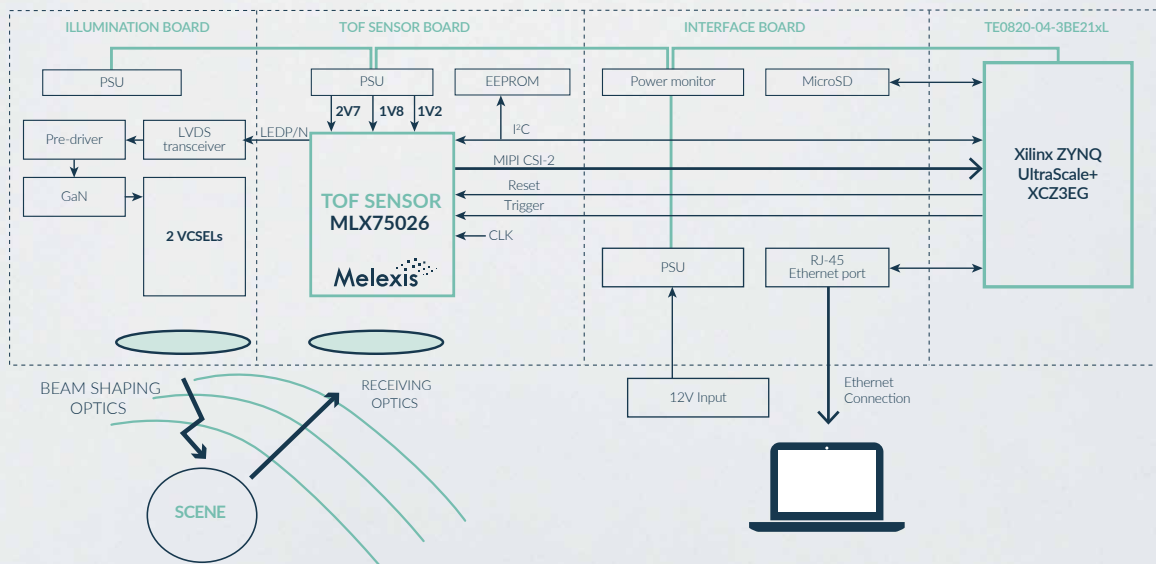 ILLUMINATION BOARD
TOF SENSOR BOARD
INTERFACE BOARD
TE0820-04-3BE21xL
PSU
PSU
EEPROM
Power monitor
MicroSD
2V7
1V8
1V2
Pre-driver
LVDS
transceiver
LEDP/N
I²C
MIPI CSI-2
Reset
Trigger
CLK
GaN
2 VCSELs
TOF SENSOR
MLX75026
Melexis
Xilinx ZYNQ
UltraScale+
XCZ3EG
PSU
RJ-45
Ethernet port
BEAM SHAPING
OPTICS
RECEIVING
OPTICS
12V Input
Ethernet
Connection
SCENE